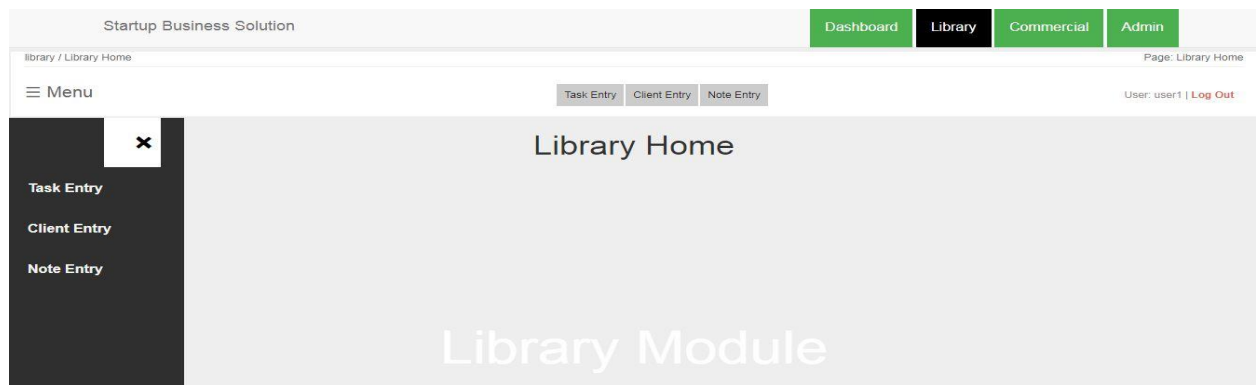 Startup Business Solution Dashboard Library Commercial Admin
library / Library Home Page: Library Home
Menu Task Entry Client Entry Note Entry User: user1 | Log Out
Library Home
Task Entry
Client Entry
Note Entry
Library Module